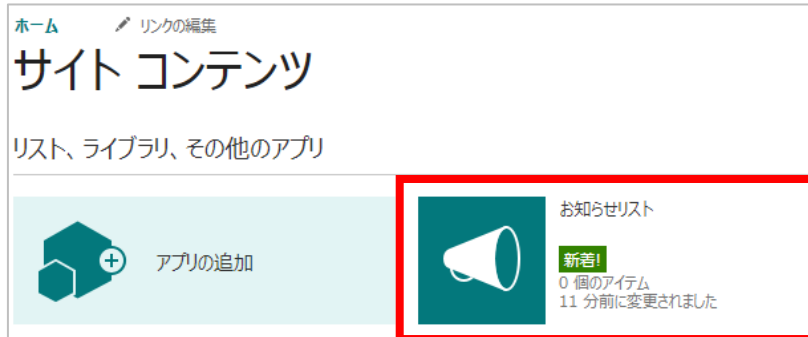 ホーム リンクの編集
サイト コンテンツ
リスト、ライブラリ、その他のアプリ
アプリの追加
お知らせリスト
新着!
0 個のアイテム
11 分前に変更されました